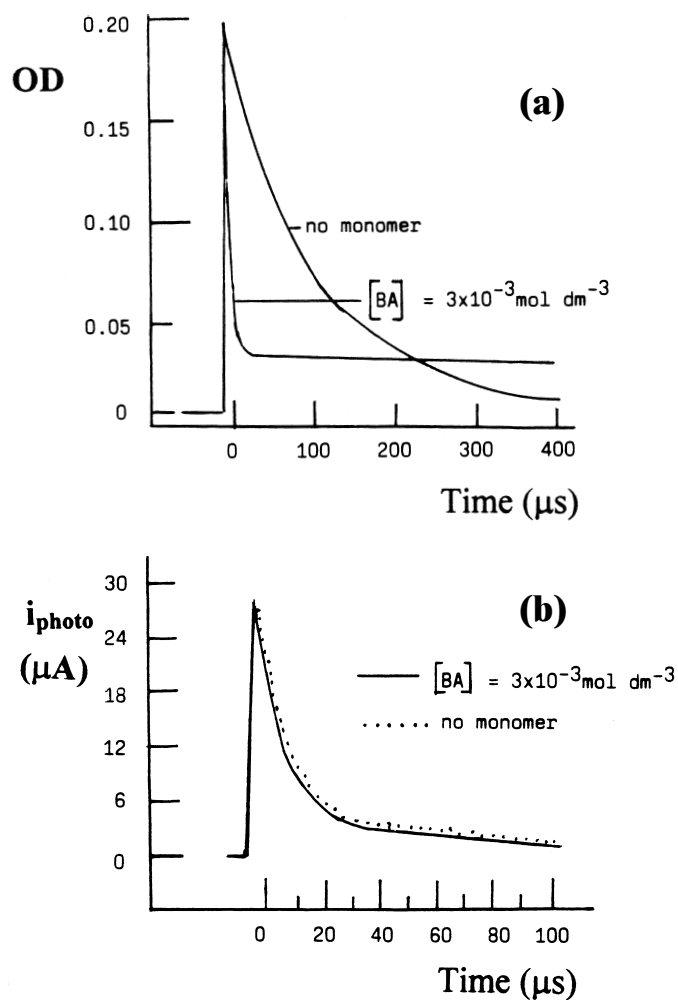 0.20
OD
(a)
0.15
0.10
no monomer
[BA] = 3x10⁻³mol dm⁻³
0.05
0
0 100 200 300 400
Time (μs)
30
(b)
i_photo
24
(μA)
[BA] = 3x10⁻³mol dm⁻³
18
no monomer
12
6
0
0 20 40 60 80 100
Time (μs)